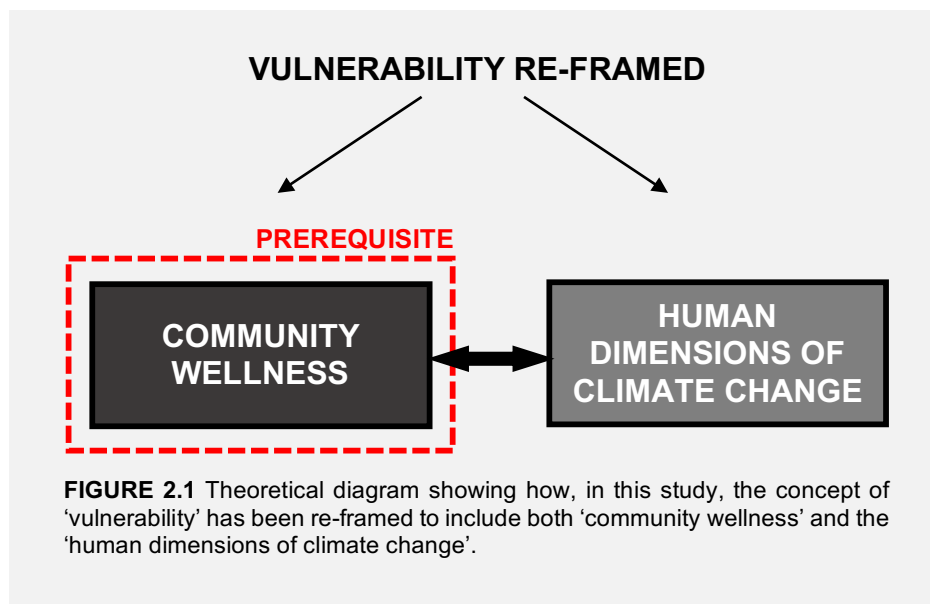 VULNERABILITY RE-FRAMED
PREREQUISITE
COMMUNITY
WELLNESS
HUMAN
DIMENSIONS OF
CLIMATE CHANGE
FIGURE 2.1 Theoretical diagram showing how, in this study, the concept of
‘vulnerability’ has been re-framed to include both ‘community wellness’ and the
‘human dimensions of climate change’.